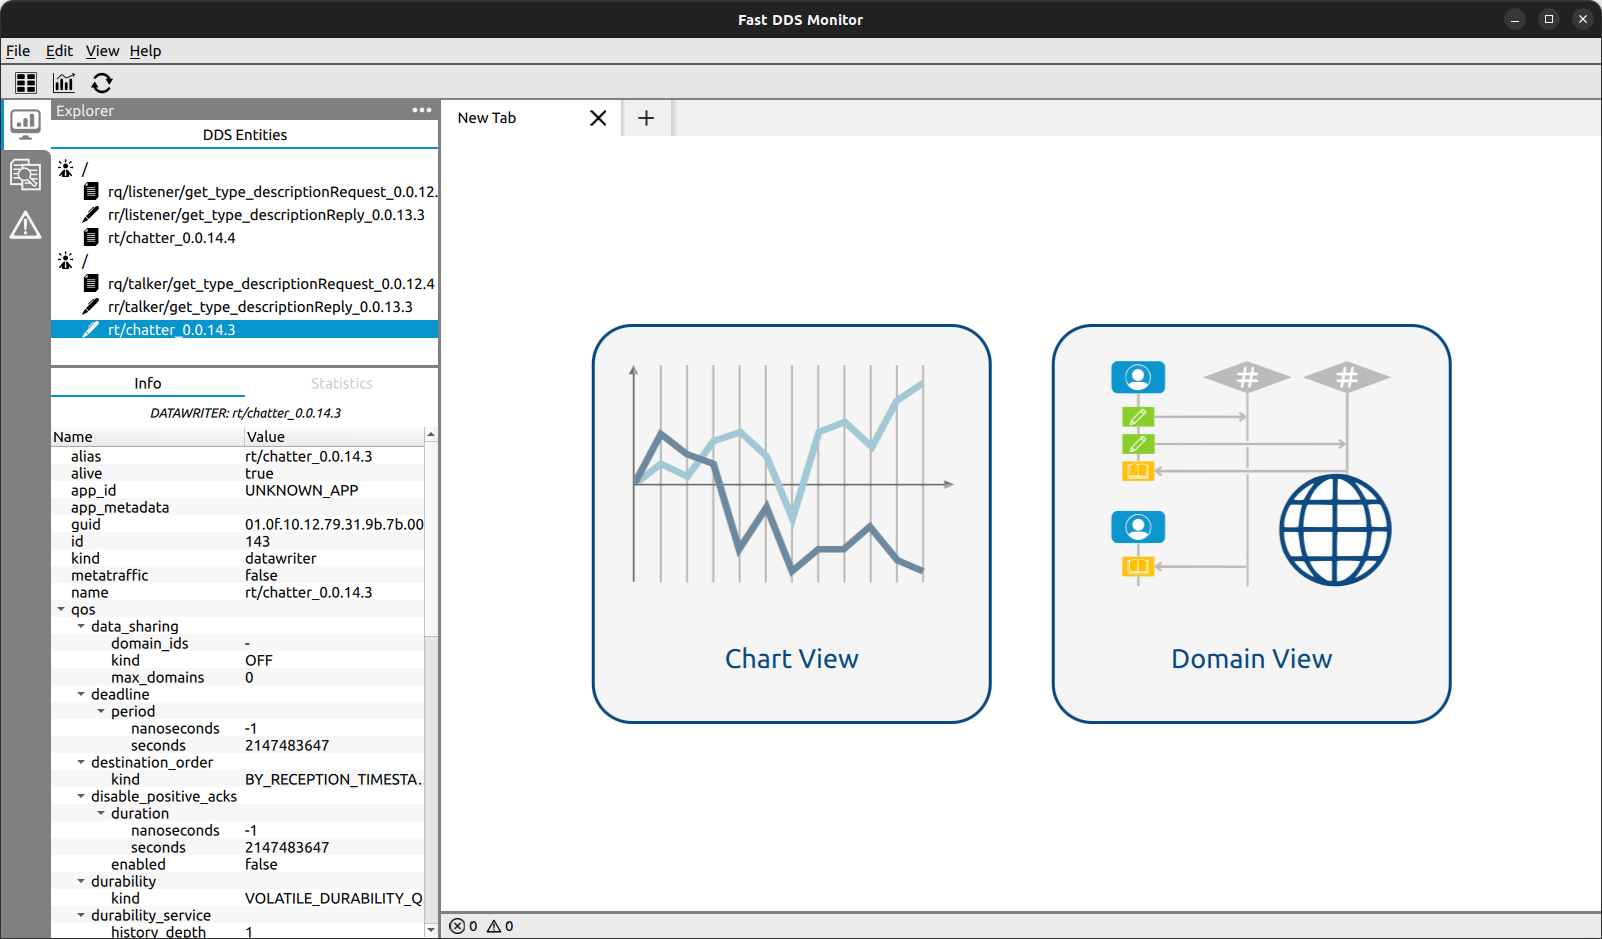 Fast DDS Monitor
File Edit View Help
Explorer
New Tab
DDS Entities
/
rq/listener/get_type_descriptionRequest_0.0.12.
rr/listener/get_type_descriptionReply_0.0.13.3
rt/chatter_0.0.14.4
/
rq/talker/get_type_descriptionRequest_0.0.12.4
rr/talker/get_type_descriptionReply_0.0.13.3
rt/chatter_0.0.14.3
Info Statistics
DATAWRITER: rt/chatter_0.0.14.3
Name Value
alias rt/chatter_0.0.14.3
alive true
app_id UNKNOWN_APP
app_metadata
guid 01.0f.10.12.79.31.9b.7b.00
id 143
kind datawriter
metatraffic false
name rt/chatter_0.0.14.3
qos
data_sharing
domain_ids -
kind OFF
max_domains 0
deadline
period
nanoseconds -1
seconds 2147483647
destination_order
kind BY_RECEPTION_TIMESTA.
disable_positive_acks
duration
nanoseconds -1
seconds 2147483647
enabled false
durability
kind VOLATILE_DURABILITY_Q
durability_service
history_depth 1
# #
Chart View
Domain View
0 0